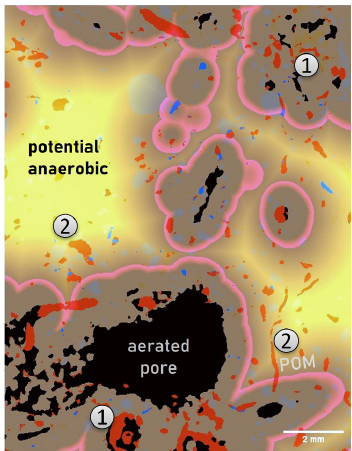 1
potential
anaerobic
2
aerated
pore
2
POM
1
2 mm